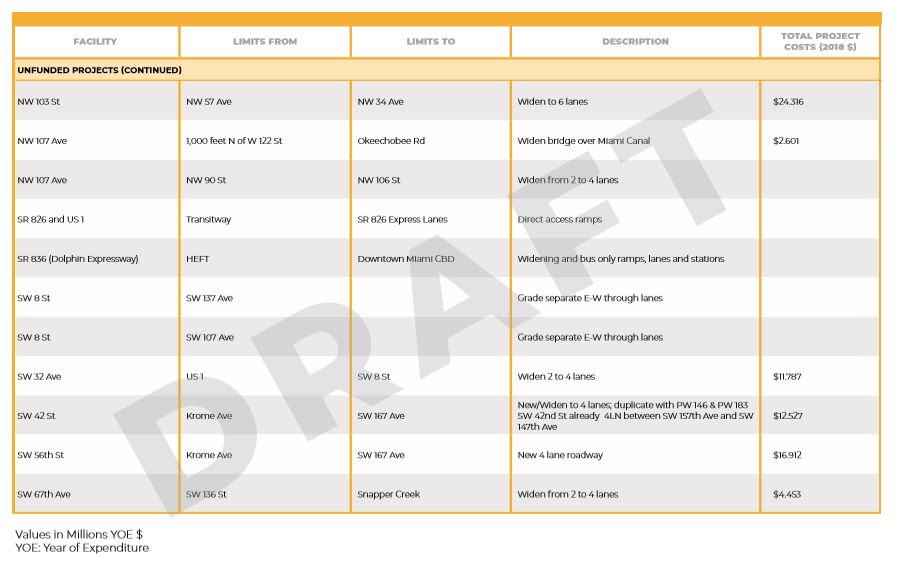 FACILITY LIMITS FROM LIMITS TO DESCRIPTION TOTAL PROJECT
COSTS (2018 $)
UNFUNDED PROJECTS (CONTINUED)
NW 103 St NW 57 Ave NW 34 Ave Widen to 6 lanes $24.316
NW 107 Ave 1,000 feet N of W 122 St Okeechobee Rd Widen bridge over Miami Canal $2.601
NW 107 Ave NW 90 St NW 106 St Widen from 2 to 4 lanes
SR 826 and US 1 Transitway SR 826 Express Lanes Direct access ramps
SR 836 (Dolphin Expressway) HEFT Downtown Miami CBD Widening and bus only ramps, lanes and stations
SW 8 St SW 137 Ave Grade separate E-W through lanes
SW 8 St SW 107 Ave Grade separate E-W through lanes
SW 32 Ave US 1 SW 8 St Widen 2 to 4 lanes $11.787
SW 42 St Krome Ave SW 167 Ave New/Widen to 4 lanes; duplicate with PW 146 & PW 183
SW 42nd St already 4LN between SW 157th Ave and SW
147th Ave $12.527
SW 56th St Krome Ave SW 167 Ave New 4 lane roadway $16.912
SW 67th Ave SW 136 St Snapper Creek Widen from 2 to 4 lanes $4.453
DRAFT
Values in Millions YOE $
YOE: Year of Expenditure